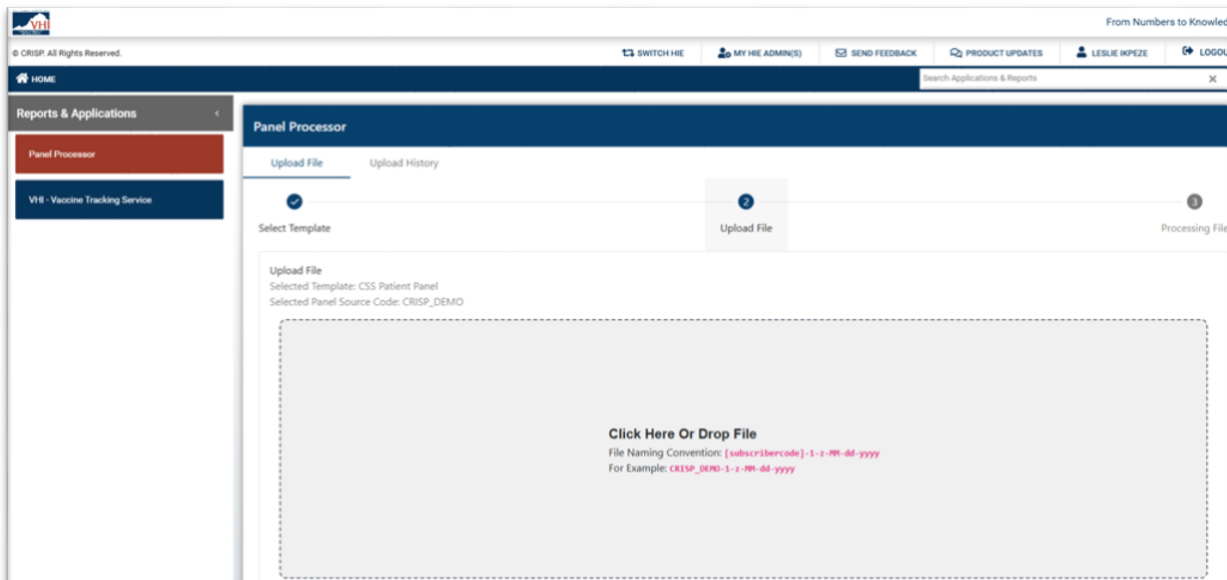 VHI
From Numbers to Knowled
© CRISP. All Rights Reserved.
SWITCH HIE
MY HIE ADMIN(S)
SEND FEEDBACK
PRODUCT UPDATES
LESLIE IKPEZE
LOGOU
HOME
Search Applications & Reports
Reports & Applications
Panel Processor
VHI - Vaccine Tracking Service
Panel Processor
Upload File
Upload History
2
3
Select Template
Upload File
Processing File
Upload File
Selected Template: CSS Patient Panel
Selected Panel Source Code: CRISP_DEMO
Click Here Or Drop File
File Naming Convention: [subscribercode]-1-z-MM-dd-yyyy
For Example: CRISP_DEMO-1-z-MM-dd-yyyy